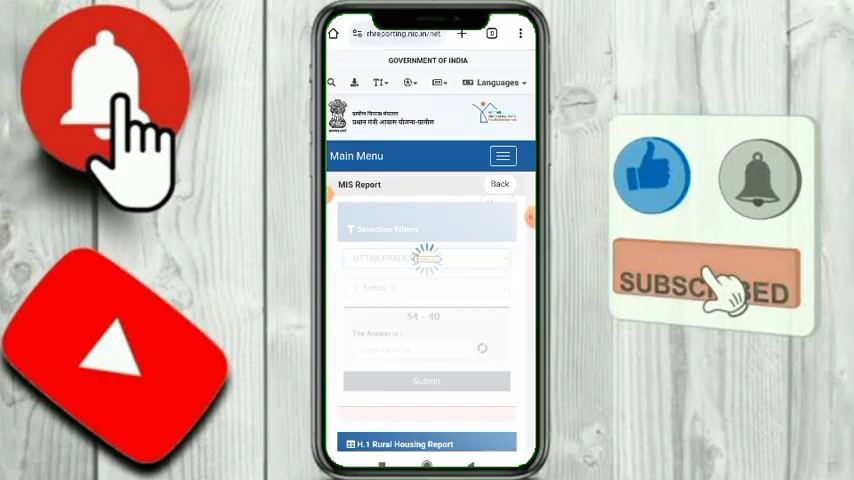 rhreporting.nic.in/net
GOVERNMENT OF INDIA
Languages
ग्रामीण विकास मंत्रालय
प्रधान मंत्री आवास योजना-ग्रामीण
Main Menu
MIS Report
Back
Selection Filters
UTTAR PRADESH
Select
54 - 40
The Answer is :
Submit
H.1 Rural Housing Report
SUBSCRIBED